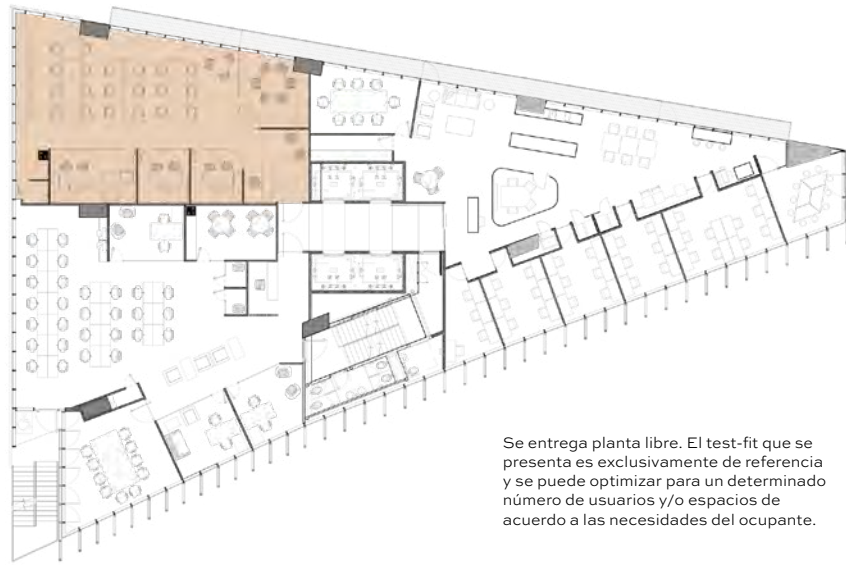 Se entrega planta libre. El test-fit que se
presenta es exclusivamente de referencia
y se puede optimizar para un determinado
número de usuarios y/o espacios de
acuerdo a las necesidades del ocupante.